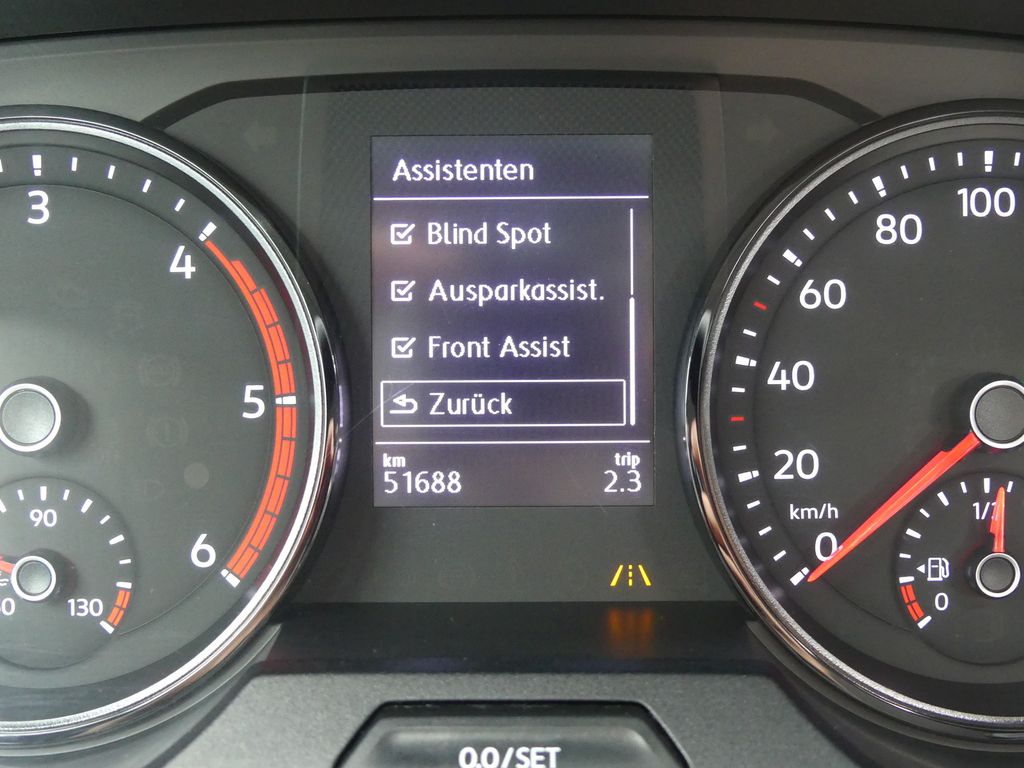 Assistenten
Blind Spot
Ausparkassist.
Front Assist
Zurück
km
trip
51688
2.3
3
4
5
6
90
130
100
80
60
40
20
0
km/h
0
0.0/SET